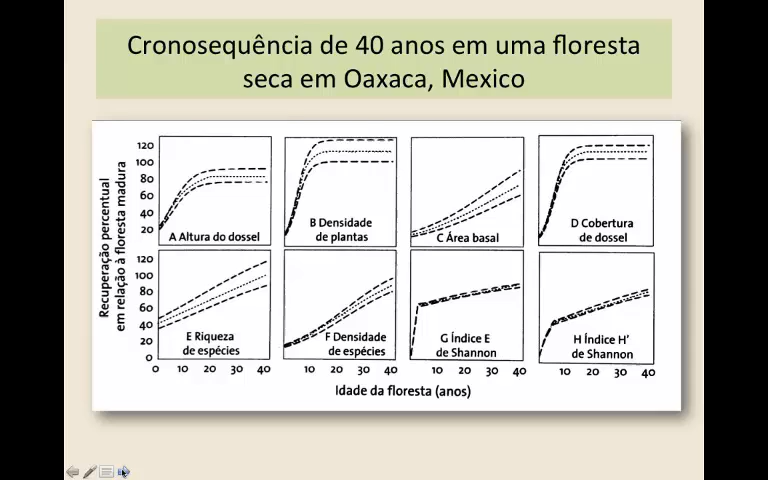 Cronosequência de 40 anos em uma floresta
seca em Oaxaca, Mexico
Recuperação percentual
em relação à floresta madura
120
100
80
60
40
20
A Altura do dossel
B Densidade
de plantas
C Área basal
D Cobertura
de dossel
120
100
80
60
40
20
0
E Riqueza
de espécies
F Densidade
de espécies
G Índice E
de Shannon
H Índice H'
de Shannon
0 10 20 30 40
10 20 30 40
10 20 30 40
10 20 30 40
Idade da floresta (anos)